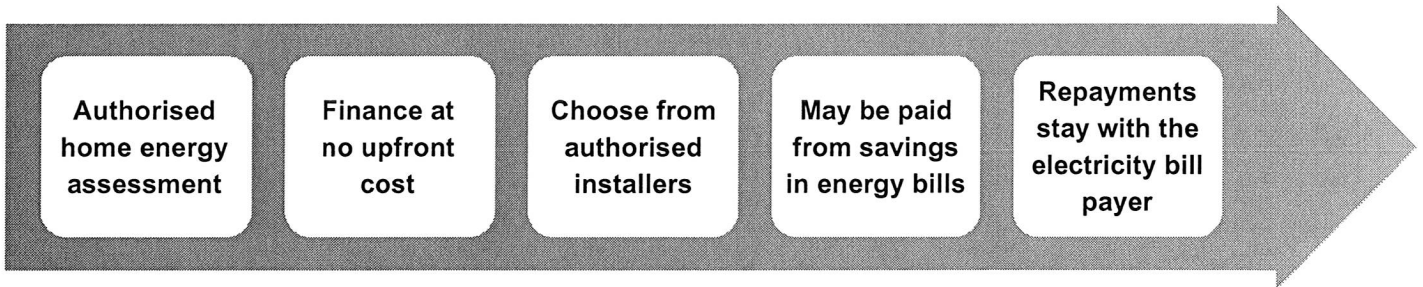 Authorised
home energy
assessment
Finance at
no upfront
cost
Choose from
authorised
installers
May be paid
from savings
in energy bills
Repayments
stay with the
electricity bill
payer